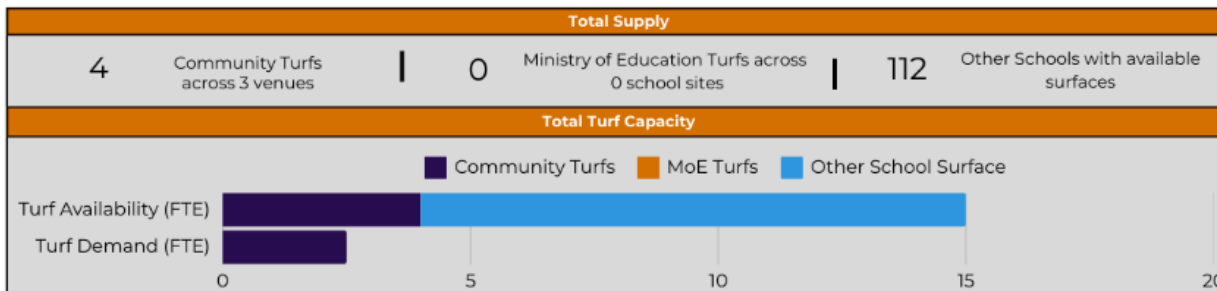 Total Supply
4 Community Turfs across 3 venues
0 Ministry of Education Turfs across 0 school sites
112 Other Schools with available surfaces
Total Turf Capacity
Community Turfs MoE Turfs Other School Surface
Turf Availability (FTE)
Turf Demand (FTE)
0 5 10 15 20